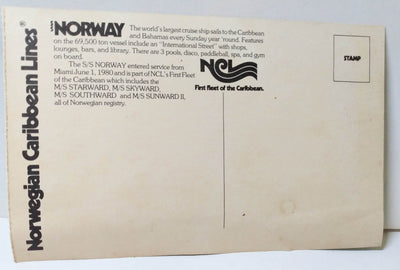 Norwegian Caribbean Lines®
S/S NORWAY The world's largest cruise ship sails to the Caribbean
and Bahamas every Sunday year 'round. Features
on the 69,500 ton vessel include an "International Street" with shops,
lounges, bars, and library. There are 3 pools, disco, paddleball, spa, and gym
on board.
The S/S NORWAY entered service from
Miami June 1, 1980 and is part of NCL's First Fleet
of the Caribbean which includes the
M/S STARWARD, M/S SKYWARD,
M/S SOUTHWARD and M/S SUNWARD II,
all of Norwegian registry.
NCL
First fleet of the Caribbean.
STAMP